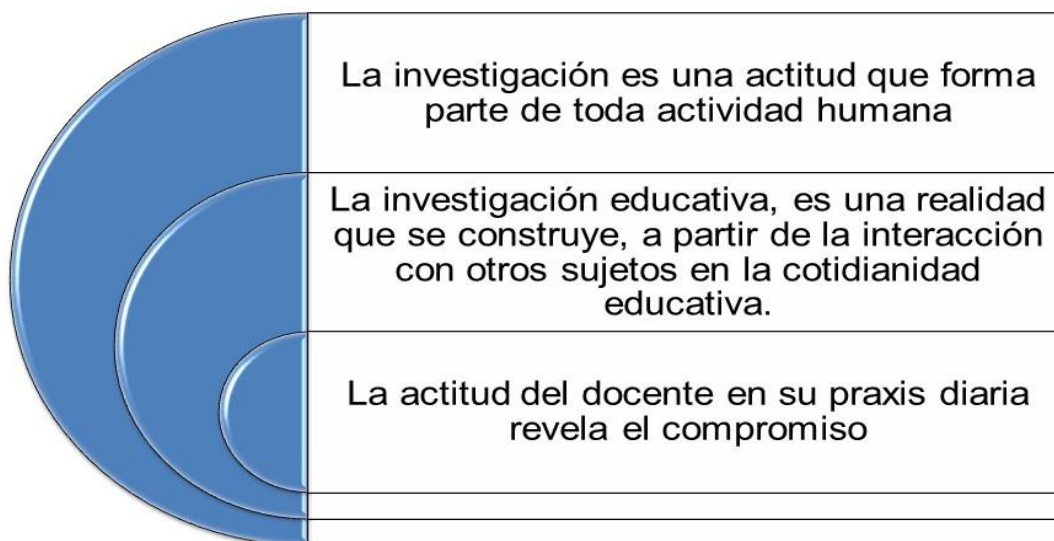 La investigación es una actitud que forma
parte de toda actividad humana
La investigación educativa, es una realidad
que se construye, a partir de la interacción
con otros sujetos en la cotidianidad
educativa.
La actitud del docente en su praxis diaria
revela el compromiso